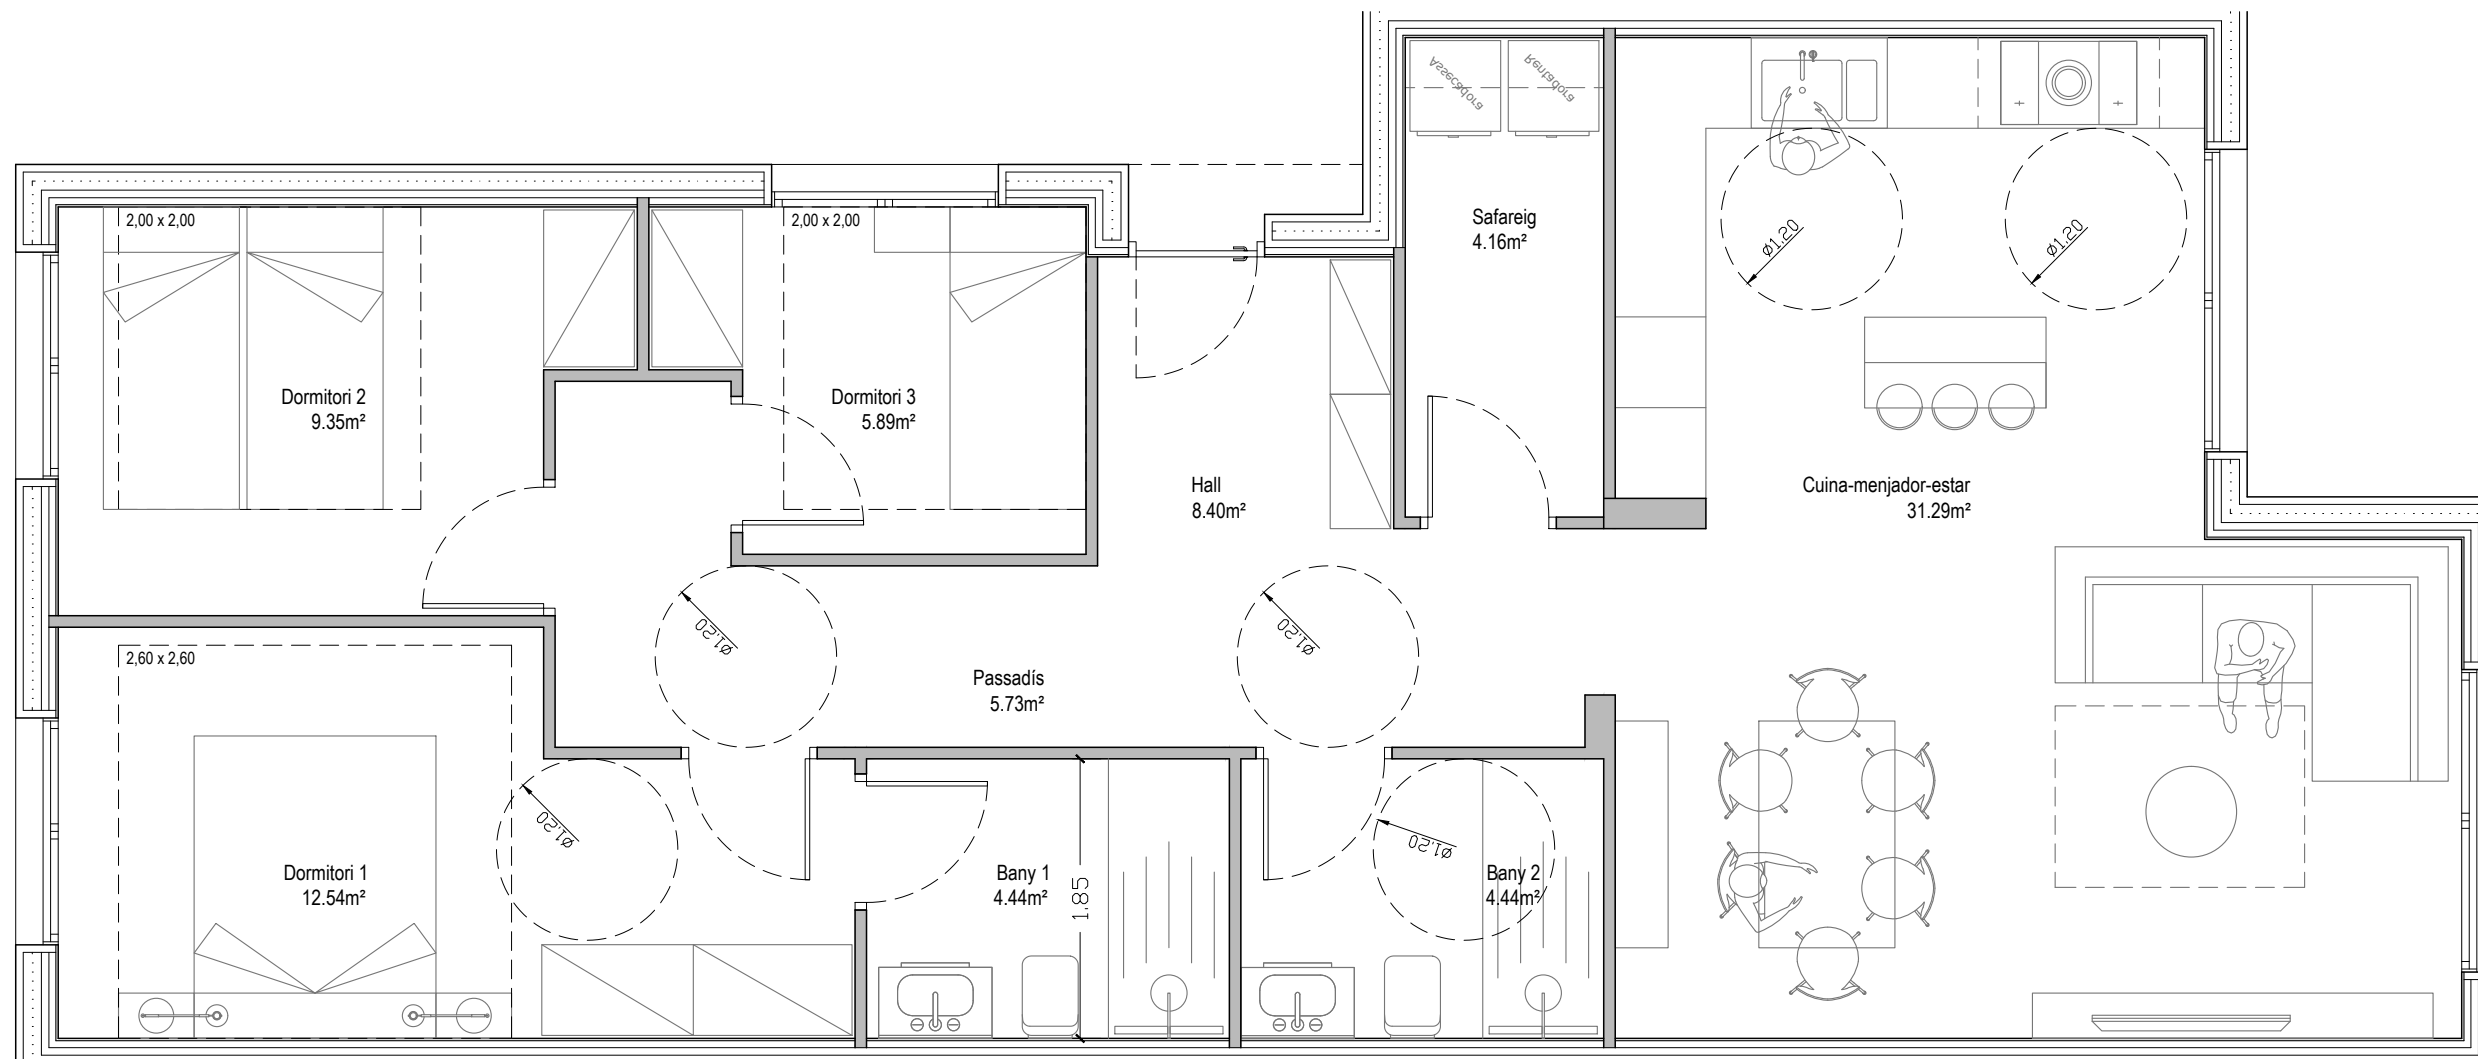 Assecadora
Rentadora
2,00 x 2,00
2,00 x 2,00
Safareig
4.16m²
ø1.20
ø1.20
Dormitori 2
9.35m²
Dormitori 3
5.89m²
Hall
8.40m²
Cuina-menjador-estar
31.29m²
ø1.20
ø1.20
2,60 x 2,60
Passadís
5.73m²
ø1.20
ø1.20
Dormitori 1
12.54m²
Bany 1
4.44m²
1.85
Bany 2
4.44m²